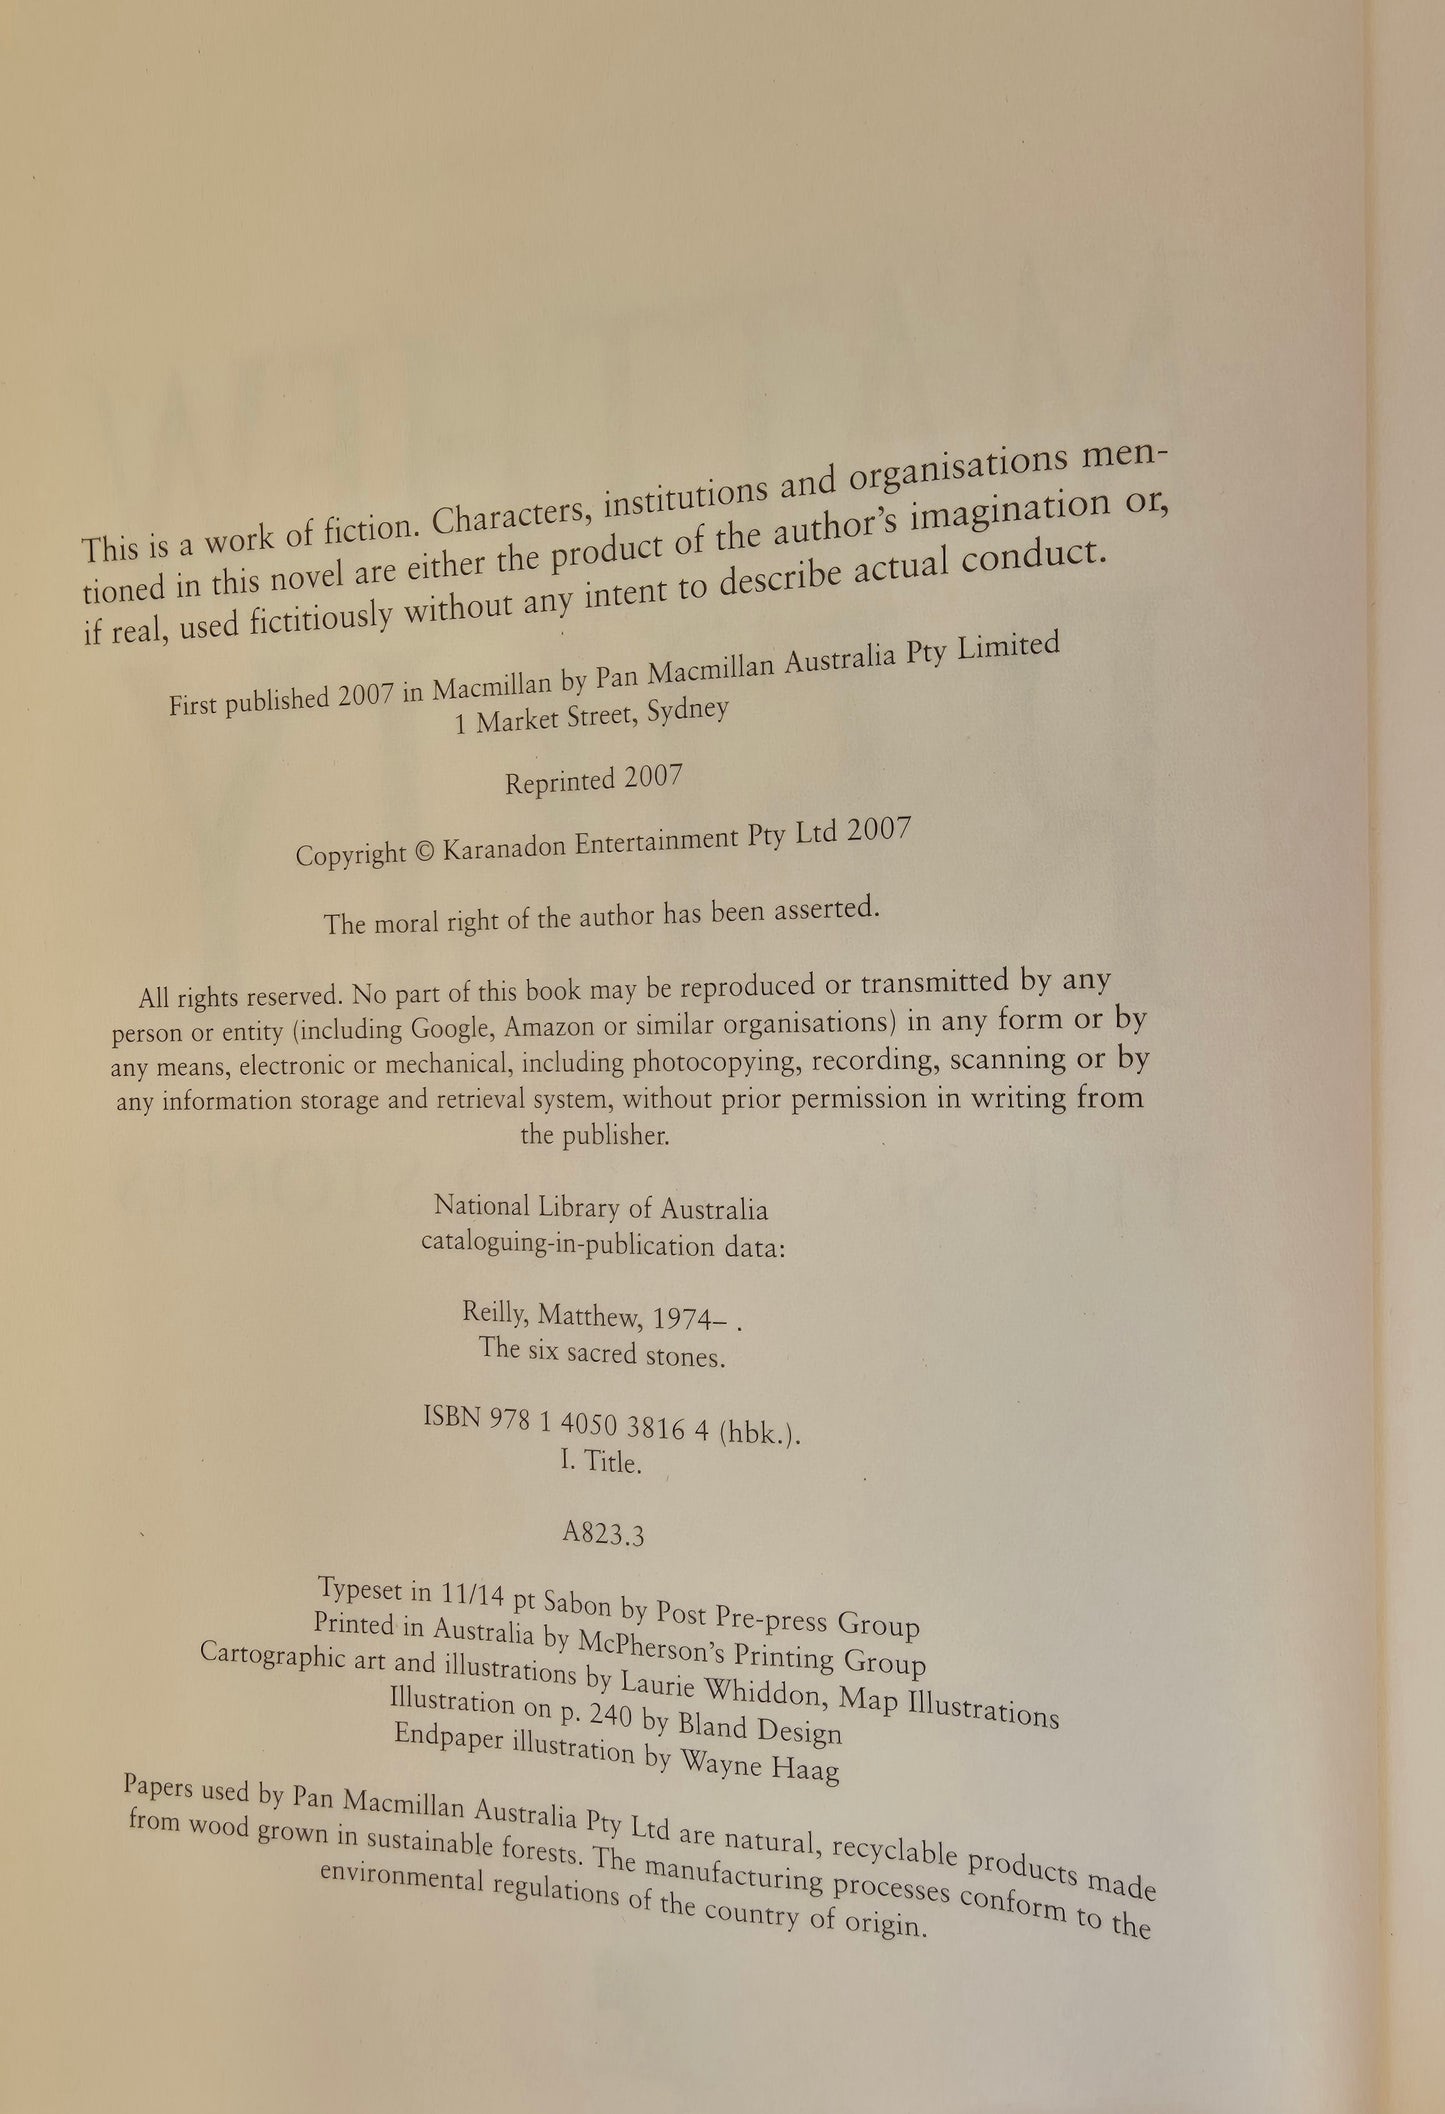 This is a work of fiction. Characters, institutions and organisations men-
tioned in this novel are either the product of the author's imagination or,
if real, used fictitiously without any intent to describe actual conduct.
First published 2007 in Macmillan by Pan Macmillan Australia Pty Limited
1 Market Street, Sydney
Reprinted 2007
Copyright © Karanadon Entertainment Pty Ltd 2007
The moral right of the author has been asserted.
All rights reserved. No part of this book may be reproduced or transmitted by any
person or entity (including Google, Amazon or similar organisations) in any form or by
any means, electronic or mechanical, including photocopying, recording, scanning or by
any information storage and retrieval system, without prior permission in writing from
the publisher.
National Library of Australia
cataloguing-in-publication data:
Reilly, Matthew, 1974– .
The six sacred stones.
ISBN 978 1 4050 3816 4 (hbk.).
I. Title.
A823.3
Typeset in 11/14 pt Sabon by Post Pre-press Group
Printed in Australia by McPherson's Printing Group
Cartographic art and illustrations by Laurie Whiddon, Map Illustrations
Illustration on p. 240 by Bland Design
Endpaper illustration by Wayne Haag
Papers used by Pan Macmillan Australia Pty Ltd are natural, recyclable products made
from wood grown in sustainable forests. The manufacturing processes conform to the
environmental regulations of the country of origin.